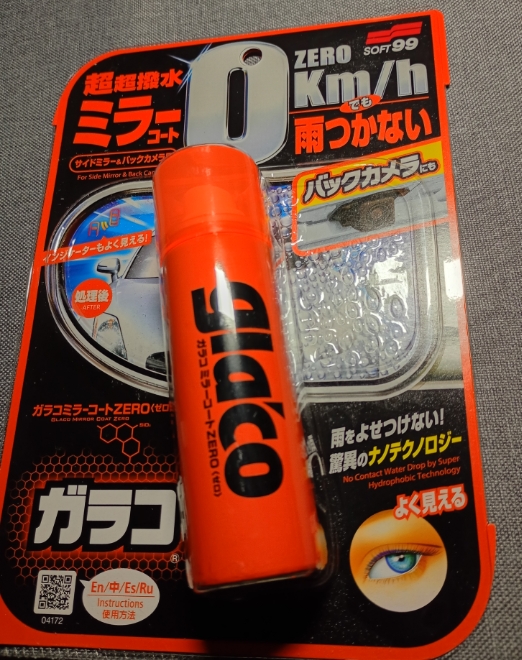 超超撥水
ミラー
コート
0
ZERO
Km/h
でも
雨つかない
SOFT99
サイドミラー&バックカメラ
For Side Mirror & Back
バックカメラにも
インジケーターもよく見える!
処理後
AFTER
glaco
ガラコミラーコートZERO(ゼロ)
ガラコミラーコートZERO
GLACO MIRROR COAT ZERO
雨をよせつけない!
驚異のナノテクノロジー
No Contact Water Drop by Super
Hydrophobic Technology
よく見える
ガラコ
®
En/中/Es/Ru
Instructions
使用方法
04172